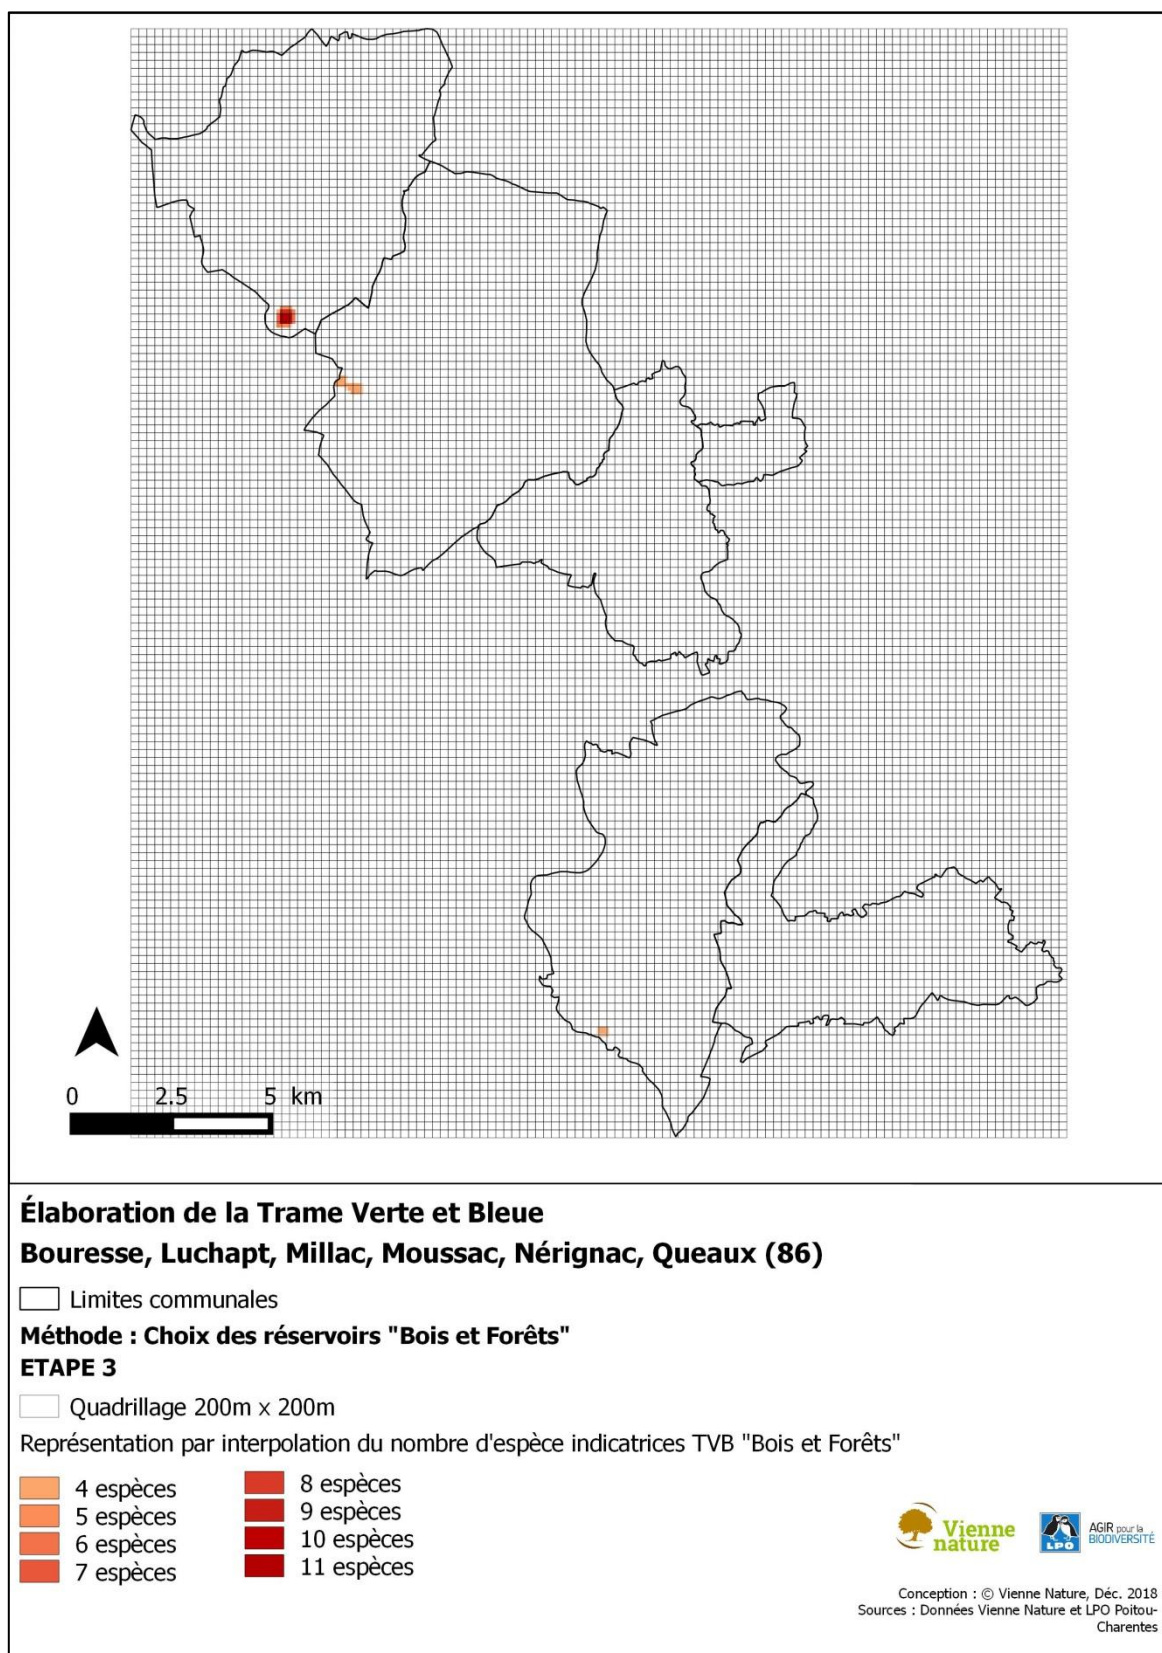 0 2.5 5 km
Élaboration de la Trame Verte et Bleue
Bouresse, Luchapt, Millac, Moussac, Nérignac, Queaux (86)
Limites communales
Méthode : Choix des réservoirs "Bois et Forêts"
ETAPE 3
Quadrillage 200m x 200m
Représentation par interpolation du nombre d'espèce indicatrices TVB "Bois et Forêts"
4 espèces
5 espèces
6 espèces
7 espèces
8 espèces
9 espèces
10 espèces
11 espèces
Vienne
nature
LPO
AGIR pour la
BIODIVERSITÉ
Conception : © Vienne Nature, Déc. 2018
Sources : Données Vienne Nature et LPO Poitou-
Charentes